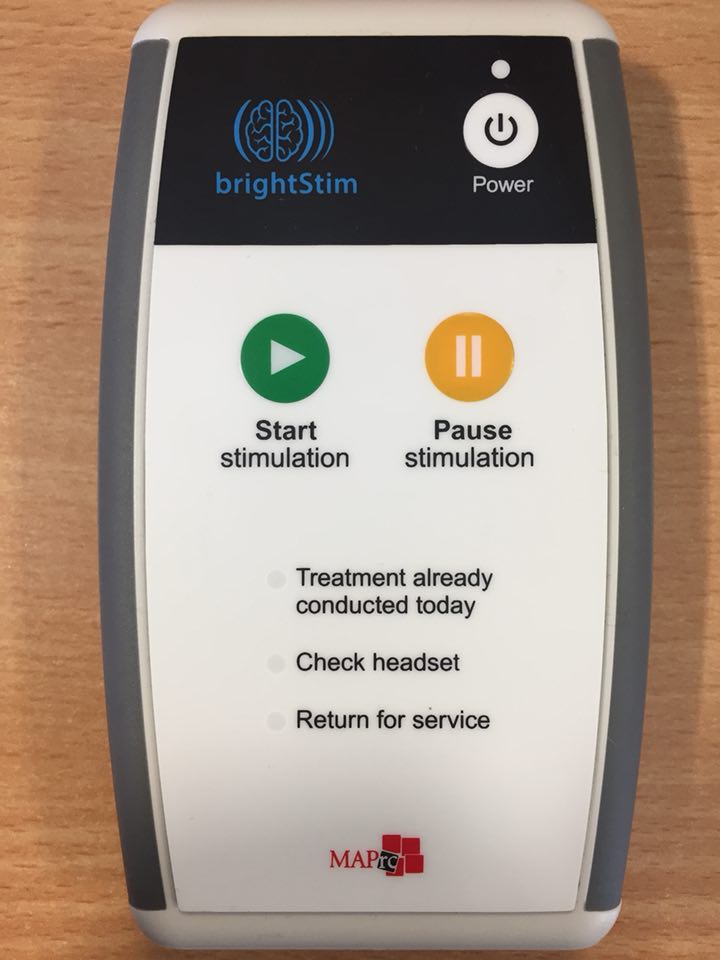 brightStim
Power
Start
stimulation
Pause
stimulation
Treatment already
conducted today
Check headset
Return for service
MAPrc